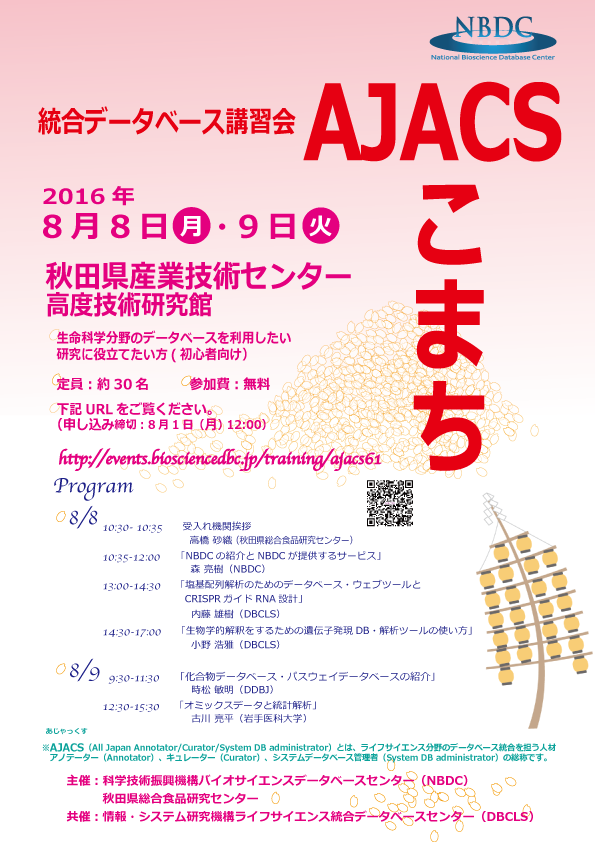 NBDC
National Bioscience Database Center
統合データベース講習会 AJACS
こまち
2016 年
8 月 8 日 月・9 日 火
秋田県産業技術センター
高度技術研究館
生命科学分野のデータベースを利用したい
研究に役立てたい方 ( 初心者向け）
定員：約 30 名 参加費：無料
下記 URL をご覧ください。
（申し込み締切：8 月 1 日（月）12:00）
http://events.biosciencedbc.jp/training/ajacs61
Program
8/8
10:30- 10:35 受入れ機関挨拶
高橋 砂織（秋田県総合食品研究センター）
10:35-12:00 「NBDC の紹介と NBDC が提供するサービス」
森 亮樹（NBDC）
13:00-14:30 「塩基配列解析のためのデータベース・ウェブツールと
CRISPR ガイド RNA 設計」
内藤 雄樹（DBCLS）
14:30-17:00 「生物学的解釈をするための遺伝子発現 DB・解析ツールの使い方」
小野 浩雅（DBCLS）
8/9
9:30-11:30 「化合物データベース・パスウェイデータベースの紹介」
時松 敏明（DDBJ）
12:30-15:30 「オミックスデータと統計解析」
古川 亮平（岩手医科大学）
あじゃっくす
※AJACS（All Japan Annotator/Curator/System DB administrator）とは、ライフサイエンス分野のデータベース統合を担う人材
アノテーター（Annotator）、キュレーター（Curator）、システムデータベース管理者（System DB administrator）の総称です。
主催：科学技術振興機構バイオサイエンスデータベースセンター（NBDC）
秋田県総合食品研究センター
共催：情報・システム研究機構ライフサイエンス統合データベースセンター（DBCLS）